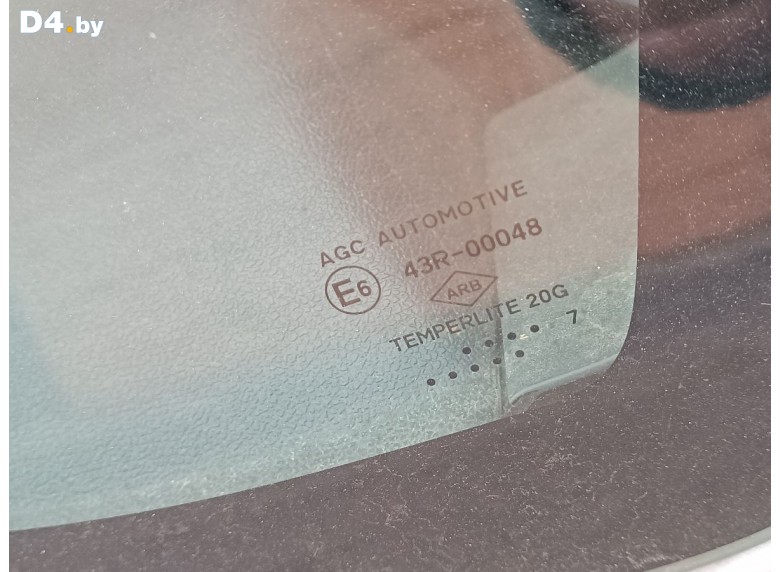 D4.by
AGC AUTOMOTIVE
E6 43R-00048
ARB
TEMPERLITE 20G
7